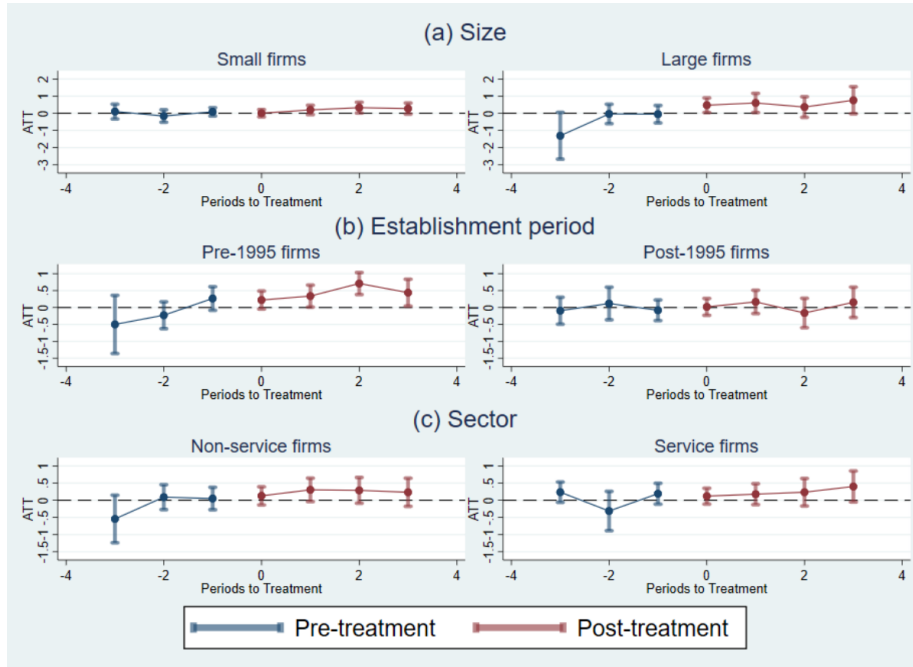 (a) Size
Small firms
Large firms
ATT
-3 -2 -1 0 1 2
-4 -2 0 2 4
Periods to Treatment
ATT
-3 -2 -1 0 1 2
-4 -2 0 2 4
Periods to Treatment
(b) Establishment period
Pre-1995 firms
Post-1995 firms
ATT
-1.5 -1 -.5 0 .5 1
-4 -2 0 2 4
Periods to Treatment
ATT
-1.5 -1 -.5 0 .5 1
-4 -2 0 2 4
Periods to Treatment
(c) Sector
Non-service firms
Service firms
ATT
-1.5 -1 -.5 0 .5 1
-4 -2 0 2 4
Periods to Treatment
ATT
-1.5 -1 -.5 0 .5 1
-4 -2 0 2 4
Periods to Treatment
Pre-treatment Post-treatment